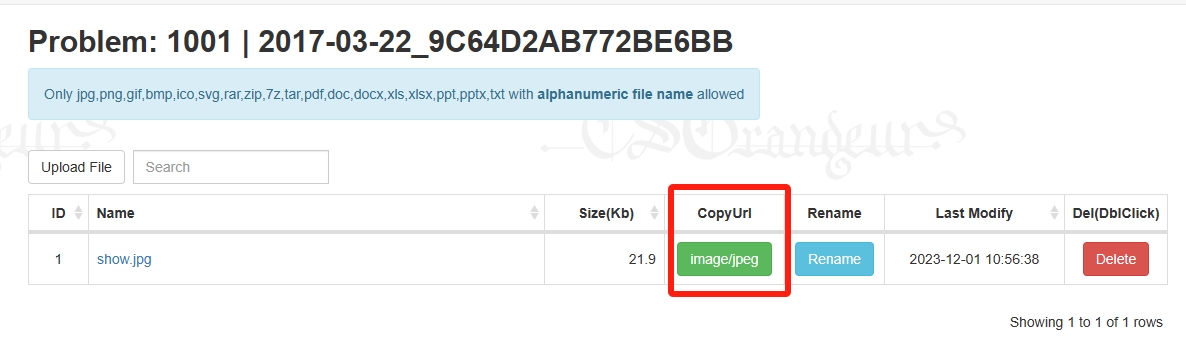 Problem: 1001 | 2017-03-22_9C64D2AB772BE6BB
Only jpg,png,gif,bmp,ico,svg,rar,zip,7z,tar,pdf,doc,docx,xls,xlsx,ppt,pptx,txt with alphanumeric file name allowed
CSGrandeur
Upload File Search
ID Name Size(Kb) CopyUrl Rename Last Modify Del(DblClick)
1 show.jpg 21.9 image/jpeg Rename 2023-12-01 10:56:38 Delete
Showing 1 to 1 of 1 rows